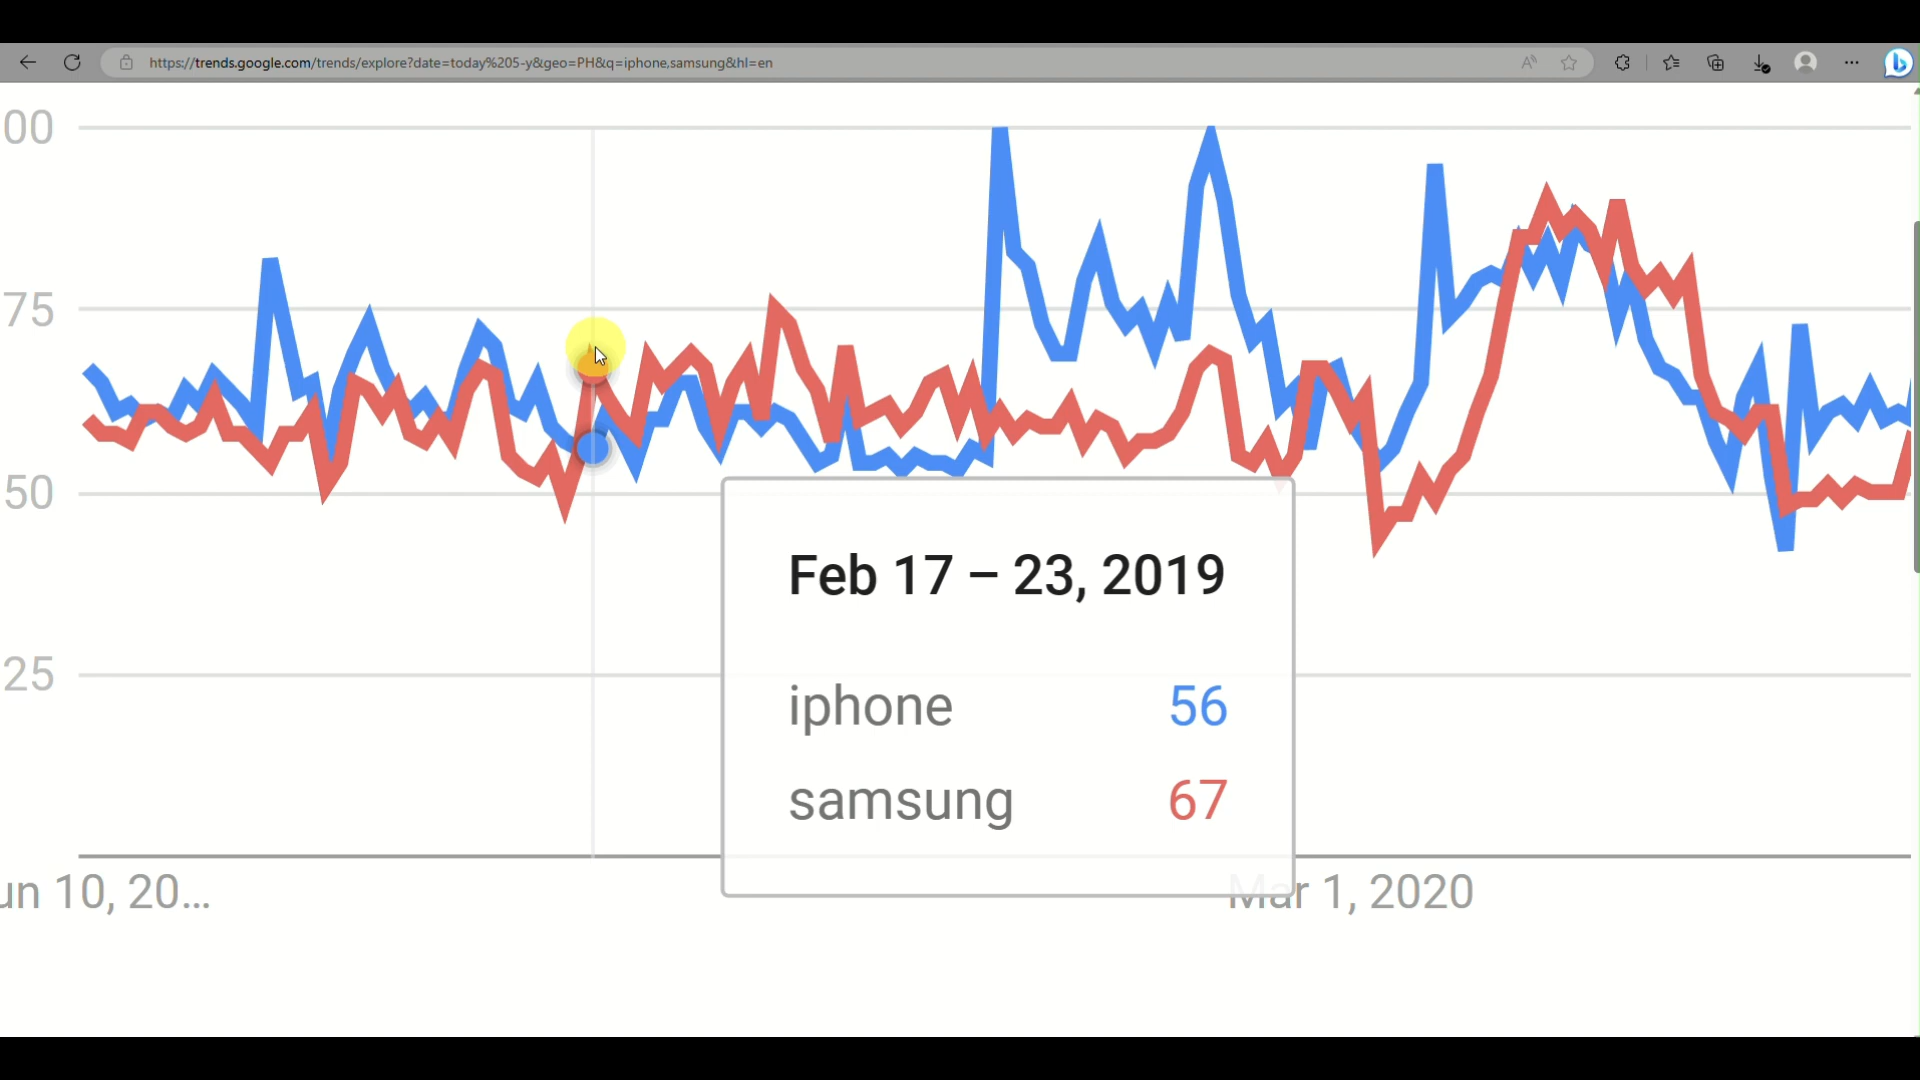 https://trends.google.com/trends/explore?date=today%205-y&geo=PH&q=iphone,samsung&hl=en
00
75
50
25
Feb 17 – 23, 2019
iphone 56
samsung 67
un 10, 20...
Mar 1, 2020